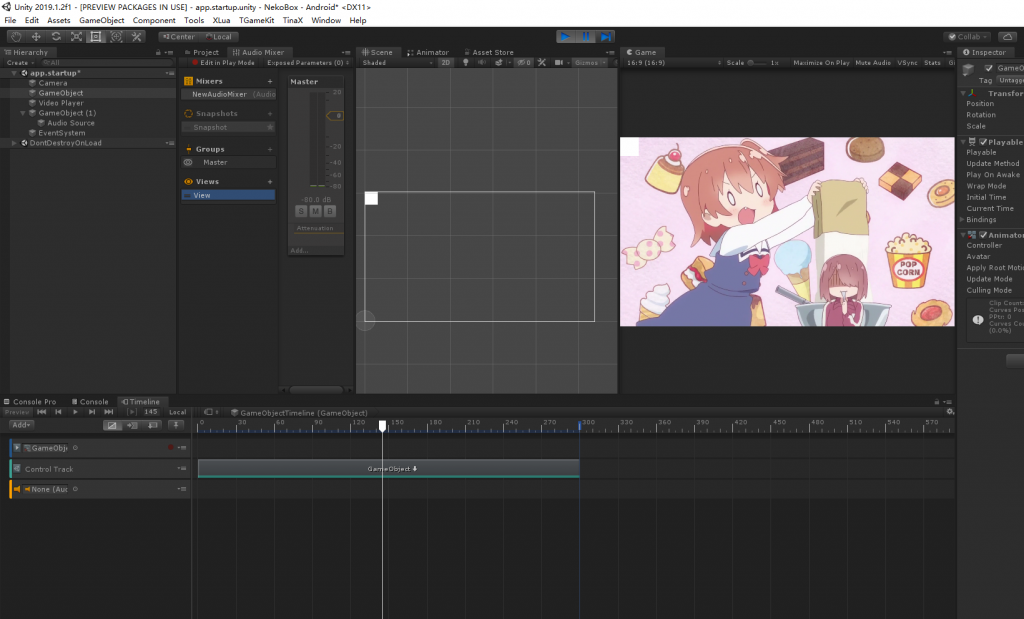 Unity 2019.1.2f1 - [PREVIEW PACKAGES IN USE] - app.startup.unity - NekoBox - Android* <DX11>
File Edit Assets GameObject Component Tools XLua TGameKit TinaX Window Help
Center Local Collab
Hierarchy Project Audio Mixer Scene Animator Asset Store Game Inspector
Create All Edit in Play Mode Exposed Parameters (0) Shaded 2D 0 Gizmos 16:9 (16:9) Scale 1x Maximize On Play Mute Audio VSync Stats
app.startup*
Camera
GameObject
Video Player
GameObject (1)
Audio Source
EventSystem
DontDestroyOnLoad
Mixers +
NewAudioMixer (Audio
Snapshots +
Snapshot
Groups +
Master
Views +
View
Master
20
0
-20
-40
-60
-80
-80.0 dB
S M B
Attenuation
Add...
POP CORN
GameO
Tag Untagge
Transfor
Position
Rotation
Scale
Playable
Playable
Update Method
Play On Awake
Wrap Mode
Initial Time
Current Time
Bindings
Animator
Controller
Avatar
Apply Root Motio
Update Mode
Culling Mode
Clip Count:
Curves Pos
PPtr: 0
Curves Cou
(0.0%)
Console Pro Console Timeline
Preview 145 Local GameObjectTimeline (GameObject)
Add 0 30 60 90 120 150 180 210 240 270 300 330 360 390 420 450 480 510 540 570
GameObje
Control Track GameObject
None (Aud